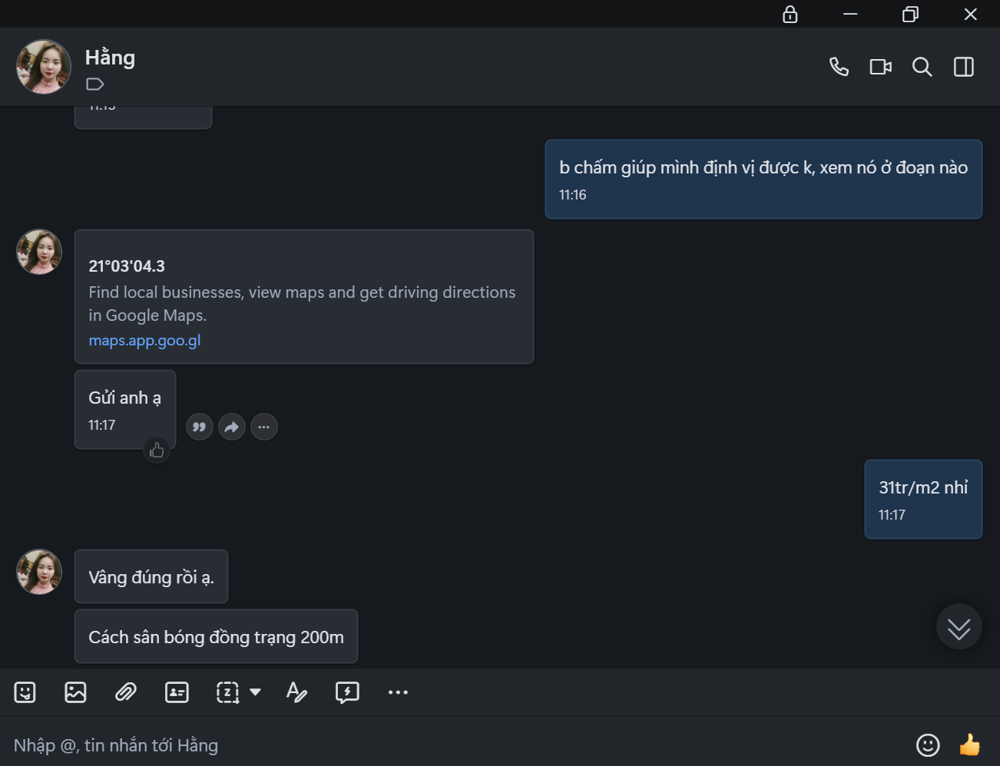 Hằng
11:15
b chấm giúp mình định vị được k, xem nó ở đoạn nào
11:16
21°03'04.3
Find local businesses, view maps and get driving directions
in Google Maps.
maps.app.goo.gl
Gửi anh ạ
11:17
31tr/m2 nhỉ
11:17
Vâng đúng rồi ạ.
Cách sân bóng đồng trạng 200m
Nhập @, tin nhắn tới Hằng